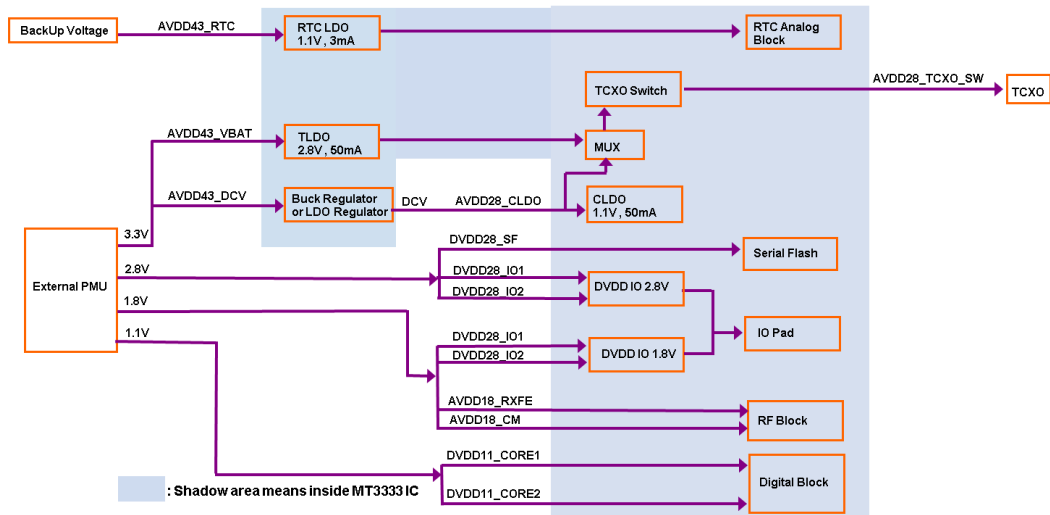 BackUp Voltage
AVDD43_RTC
RTC LDO
1.1V , 3mA
RTC Analog
Block
TCXO Switch
AVDD28_TCXO_SW
TCXO
AVDD43_VBAT
TLDO
2.8V , 50mA
MUX
AVDD43_DCV
Buck Regulator
or LDO Regulator
DCV
AVDD28_CLDO
CLDO
1.1V , 50mA
External PMU
3.3V
2.8V
1.8V
1.1V
DVDD28_SF
Serial Flash
DVDD28_IO1
DVDD28_IO2
DVDD IO 2.8V
IO Pad
DVDD28_IO1
DVDD28_IO2
DVDD IO 1.8V
AVDD18_RXFE
AVDD18_CM
RF Block
DVDD11_CORE1
DVDD11_CORE2
Digital Block
: Shadow area means inside MT3333 IC